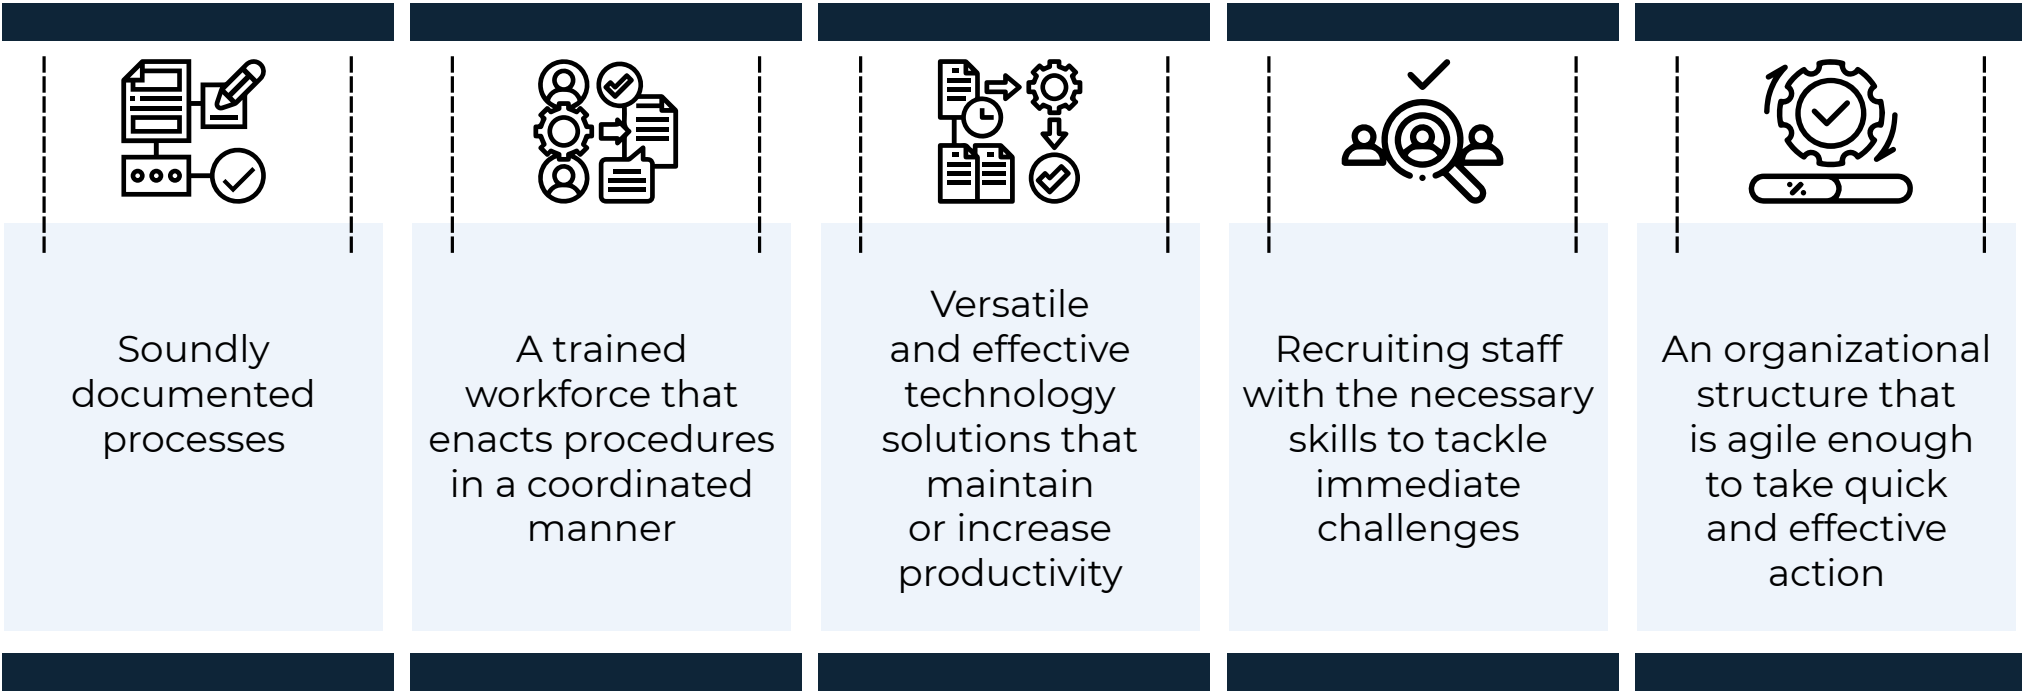 Soundly
documented
processes
A trained
workforce that
enacts procedures
in a coordinated
manner
Versatile
and effective
technology
solutions that
maintain
or increase
productivity
Recruiting staff
with the necessary
skills to tackle
immediate
challenges
An organizational
structure that
is agile enough
to take quick
and effective
action
%